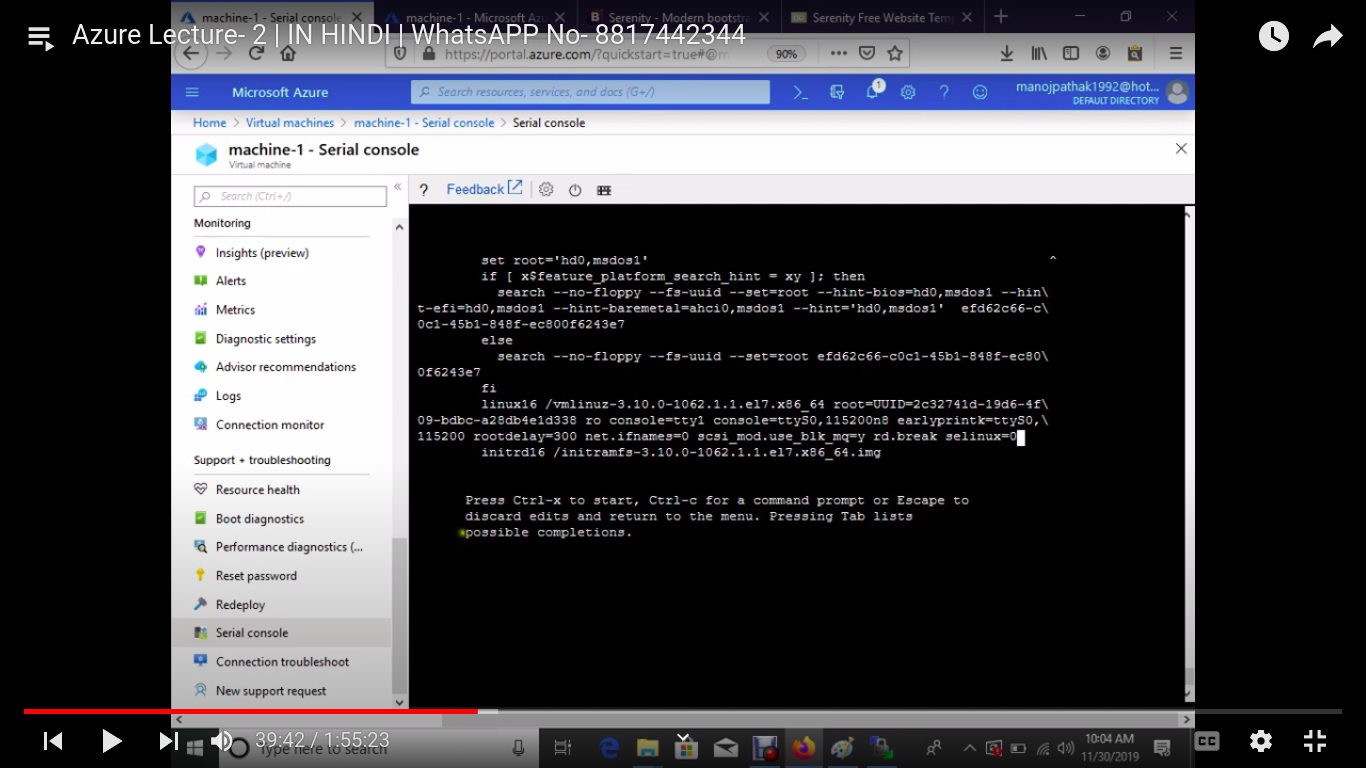 machine-1 - Serial console
machine-1 - Microsoft Az
Serenity - Modern bootstra
Serenity Free Website Tem
Azure Lecture- 2 | IN HINDI | WhatsAPP No- 8817442344
https://portal.azure.com/?quickstart=true#@m
90%
Microsoft Azure
Search resources, services, and docs (G+/)
1
manojpathak1992@hot...
DEFAULT DIRECTORY
Home > Virtual machines > machine-1 - Serial console > Serial console
machine-1 - Serial console
Virtual machine
Search (Ctrl+/)
«
? Feedback
Monitoring
Insights (preview)
Alerts
Metrics
Diagnostic settings
Advisor recommendations
Logs
Connection monitor
Support + troubleshooting
Resource health
Boot diagnostics
Performance diagnostics (...
Reset password
Redeploy
Serial console
Connection troubleshoot
New support request
set root='hd0,msdos1' ^
if [ x$feature_platform_search_hint = xy ]; then
search --no-floppy --fs-uuid --set=root --hint-bios=hd0,msdos1 --hin\
t-efi=hd0,msdos1 --hint-baremetal=ahci0,msdos1 --hint='hd0,msdos1' efd62c66-c\
0c1-45b1-848f-ec800f6243e7
else
search --no-floppy --fs-uuid --set=root efd62c66-c0c1-45b1-848f-ec80\
0f6243e7
fi
linux16 /vmlinuz-3.10.0-1062.1.1.el7.x86_64 root=UUID=2c32741d-19d6-4f\
09-bdbc-a28db4e1d338 ro console=tty1 console=ttyS0,115200n8 earlyprintk=ttyS0,\
115200 rootdelay=300 net.ifnames=0 scsi_mod.use_blk_mq=y rd.break selinux=0
initrd16 /initramfs-3.10.0-1062.1.1.el7.x86_64.img
Press Ctrl-x to start, Ctrl-c for a command prompt or Escape to
discard edits and return to the menu. Pressing Tab lists
possible completions.
39:42 / 1:55:23
Type here to search
10:04 AM
11/30/2019
CC